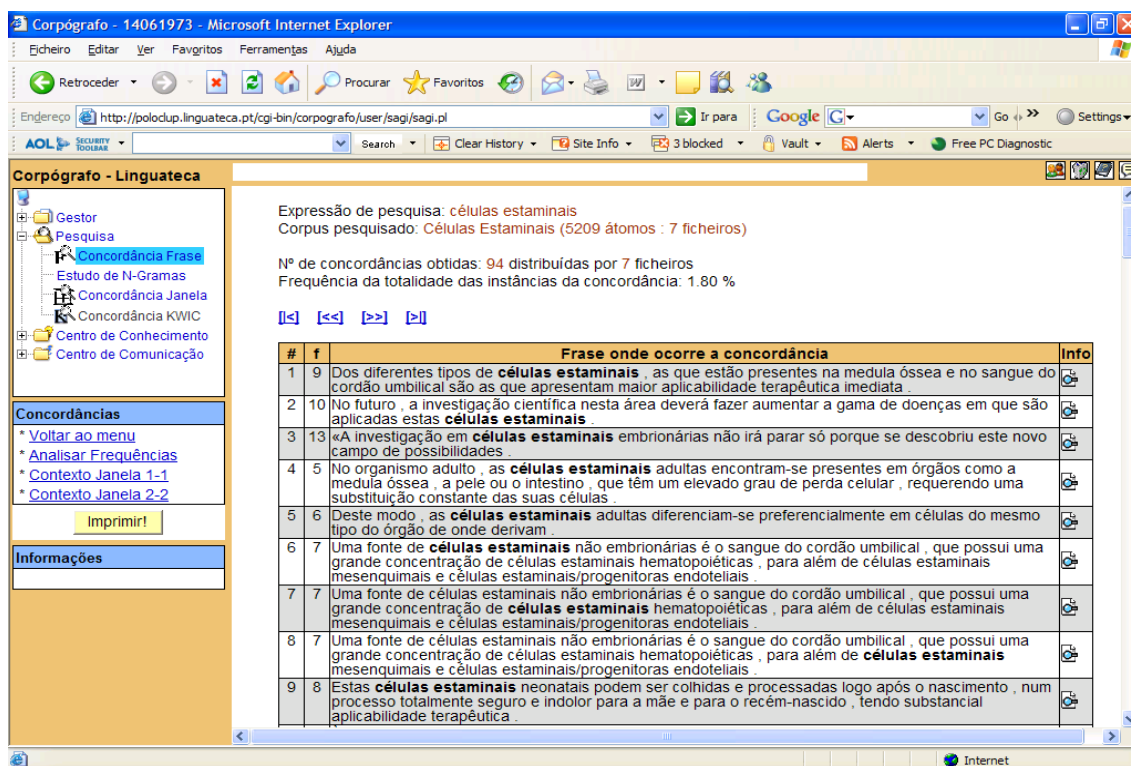 Corpógrafo - 14061973 - Microsoft Internet Explorer
Ficheiro Editar Ver Favoritos Ferramentas Ajuda
Retroceder Procurar Favoritos
Endereço http://poloclup.linguateca.pt/cgi-bin/corpografo/user/sagi/sagi.pl Ir para Google G Go Settings
AOL SECURITY TOOLBAR Search Clear History Site Info 3 blocked Vault Alerts Free PC Diagnostic
Corpógrafo - Linguateca
Gestor
Pesquisa
Concordância Frase
Estudo de N-Gramas
Concordância Janela
Concordância KWIC
Centro de Conhecimento
Centro de Comunicação
Concordâncias
* Voltar ao menu
* Analisar Frequências
* Contexto Janela 1-1
* Contexto Janela 2-2
Imprimir!
Informações
Expressão de pesquisa: células estaminais
Corpus pesquisado: Células Estaminais (5209 átomos : 7 ficheiros)
Nº de concordâncias obtidas: 94 distribuídas por 7 ficheiros
Frequência da totalidade das instâncias da concordância: 1.80 %
[|<] [<<] [>>] [>|]
# f Frase onde ocorre a concordância Info
1 9 Dos diferentes tipos de células estaminais , as que estão presentes na medula óssea e no sangue do
cordão umbilical são as que apresentam maior aplicabilidade terapêutica imediata .
2 10 No futuro , a investigação científica nesta área deverá fazer aumentar a gama de doenças em que são
aplicadas estas células estaminais .
3 13 «A investigação em células estaminais embrionárias não irá parar só porque se descobriu este novo
campo de possibilidades .
4 5 No organismo adulto , as células estaminais adultas encontram-se presentes em órgãos como a
medula óssea , a pele ou o intestino , que têm um elevado grau de perda celular , requerendo uma
substituição constante das suas células .
5 6 Deste modo , as células estaminais adultas diferenciam-se preferencialmente em células do mesmo
tipo do órgão de onde derivam .
6 7 Uma fonte de células estaminais não embrionárias é o sangue do cordão umbilical , que possui uma
grande concentração de células estaminais hematopoiéticas , para além de células estaminais
mesenquimais e células estaminais/progenitoras endoteliais .
7 7 Uma fonte de células estaminais não embrionárias é o sangue do cordão umbilical , que possui uma
grande concentração de células estaminais hematopoiéticas , para além de células estaminais
mesenquimais e células estaminais/progenitoras endoteliais .
8 7 Uma fonte de células estaminais não embrionárias é o sangue do cordão umbilical , que possui uma
grande concentração de células estaminais hematopoiéticas , para além de células estaminais
mesenquimais e células estaminais/progenitoras endoteliais .
9 8 Estas células estaminais neonatais podem ser colhidas e processadas logo após o nascimento , num
processo totalmente seguro e indolor para a mãe e para o recém-nascido , tendo substancial
aplicabilidade terapêutica .
Internet